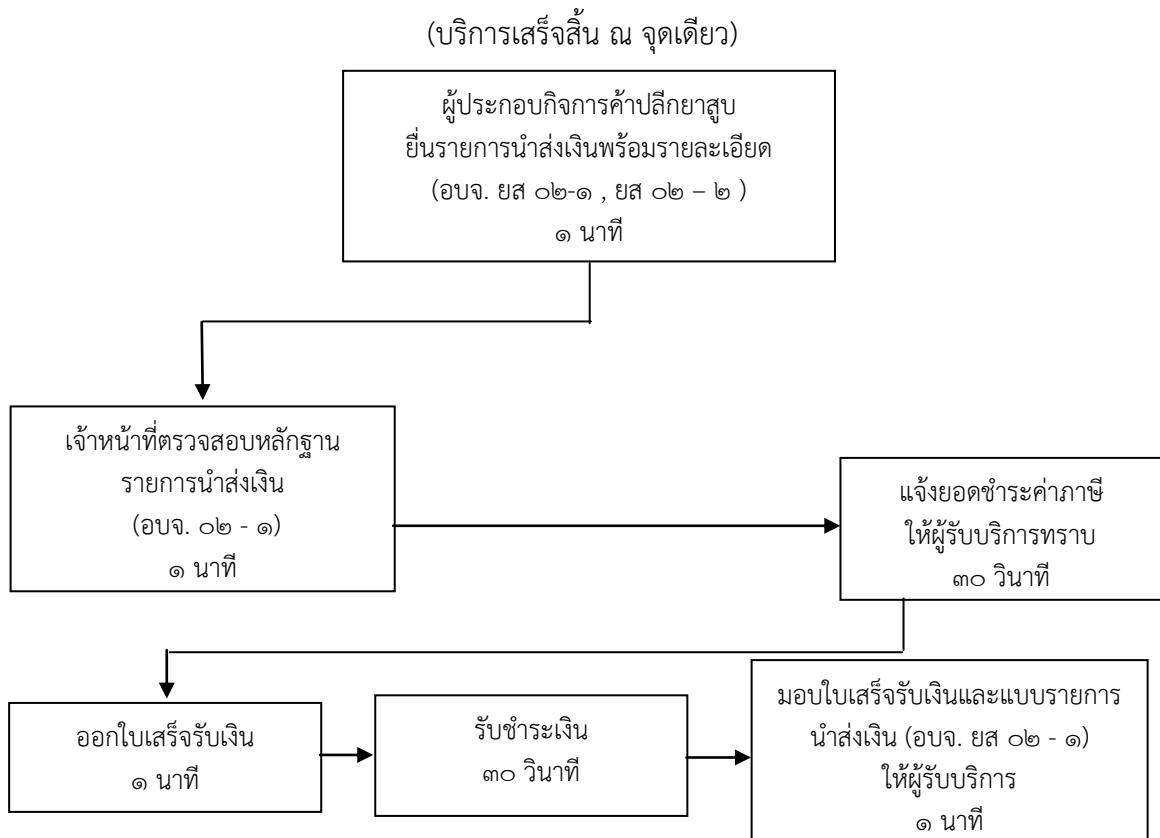 (บริการเสร็จสิ้น ณ จุดเดียว)
ผู้ประกอบกิจการค้าปลีกยาสูบ
ยื่นรายการนำส่งเงินพร้อมรายละเอียด
(อบจ. ยส ๐๒-๑ , ยส ๐๒ – ๒ )
๑ นาที
เจ้าหน้าที่ตรวจสอบหลักฐาน
รายการนำส่งเงิน
(อบจ. ๐๒ - ๑)
๑ นาที
แจ้งยอดชำระค่าภาษี
ให้ผู้รับบริการทราบ
๓๐ วินาที
ออกใบเสร็จรับเงิน
๑ นาที
รับชำระเงิน
๓๐ วินาที
มอบใบเสร็จรับเงินและแบบรายการ
นำส่งเงิน (อบจ. ยส ๐๒ - ๑)
ให้ผู้รับบริการ
๑ นาที